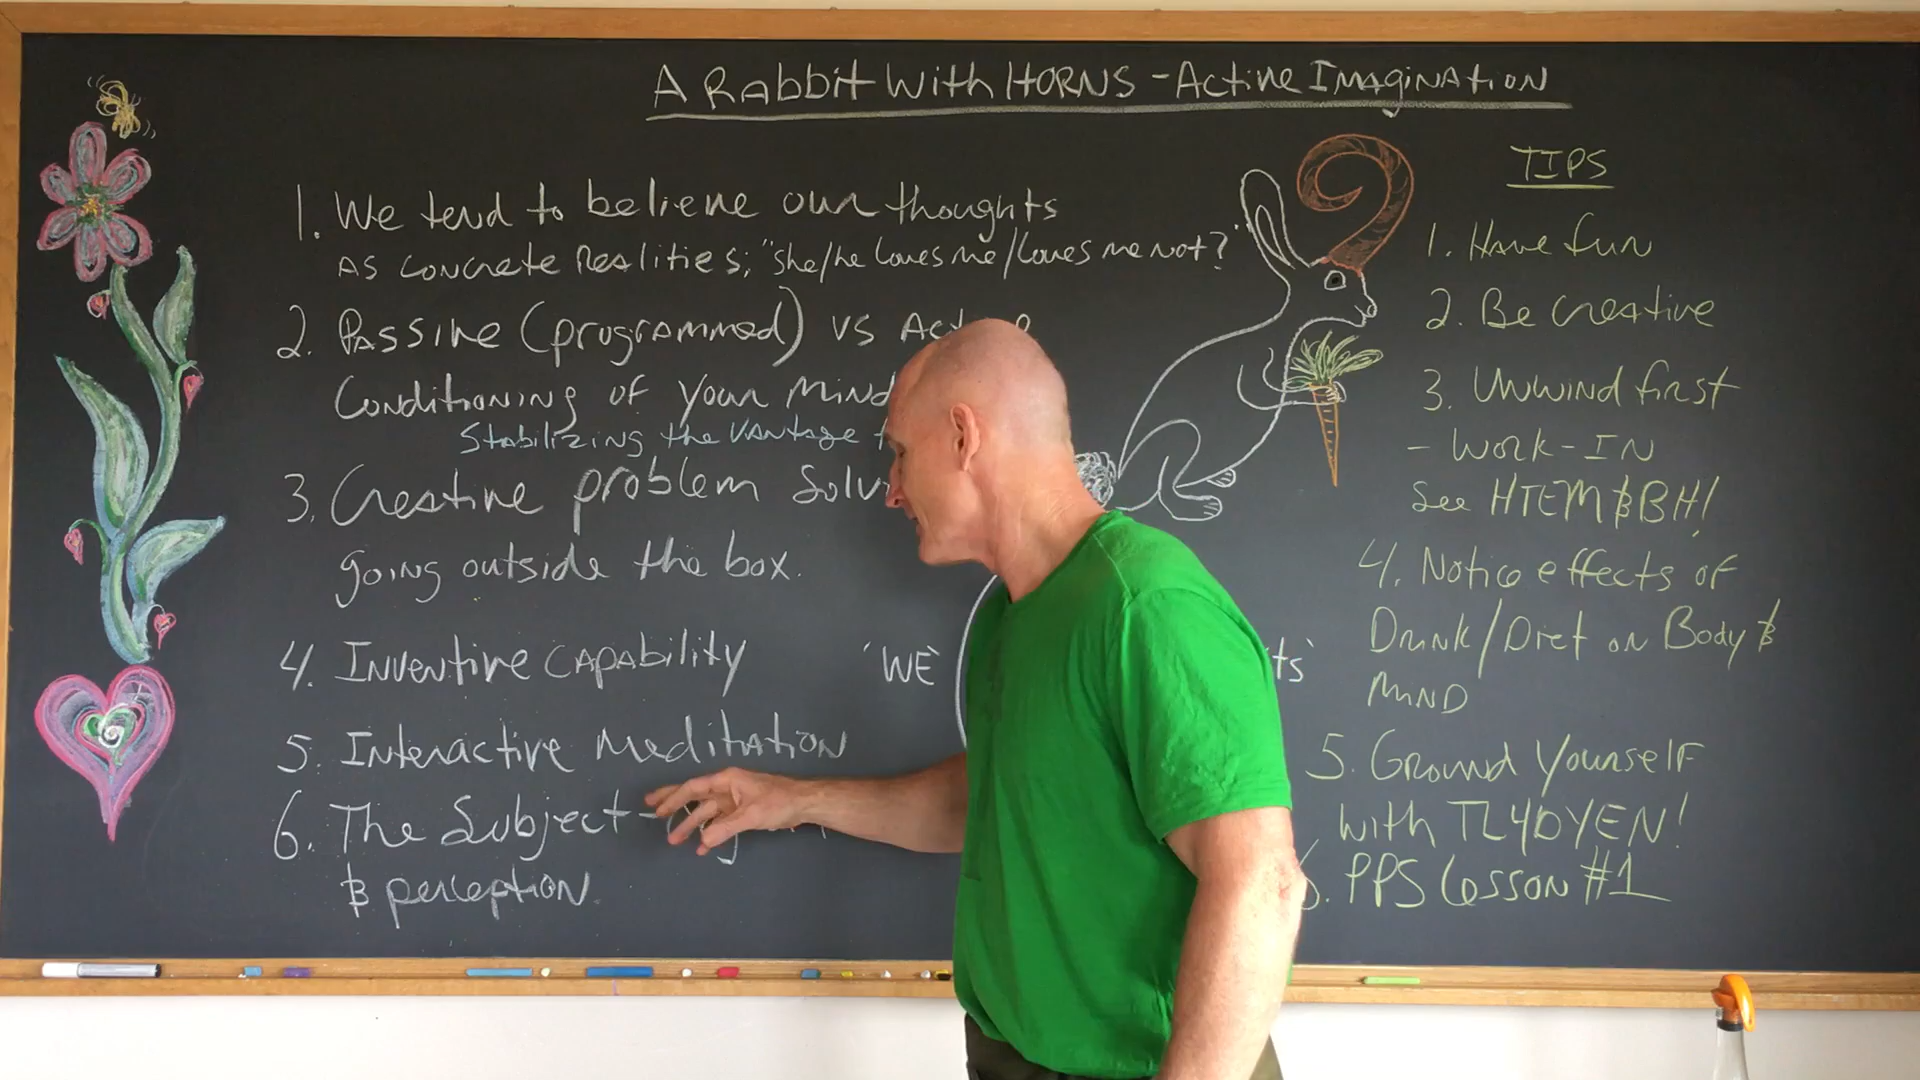 A Rabbit With HORNS - Active IMAGINATION
1. We tend to believe our thoughts
AS CONCRETE Realities; "She/he Loves me/Loves me not?"
2. Passive (programmed) VS
Conditioning of your Mind
Stabilizing the VANtage
3. Creative problem
going outside the box.
4. INVENtive CAPABility
'WE
ts'
5. Interactive MeditatioN
6. The Subject-
& perceptioN
TIPS
1. Have fun
2. Be Creative
3. UNWIND first
- WORK-IN
See HTEM&BH!
4. Notice effects of
Drink/Diet oN Body &
MIND
5. Ground Yourself
with TL4DYEN!
PPS Lesson #1